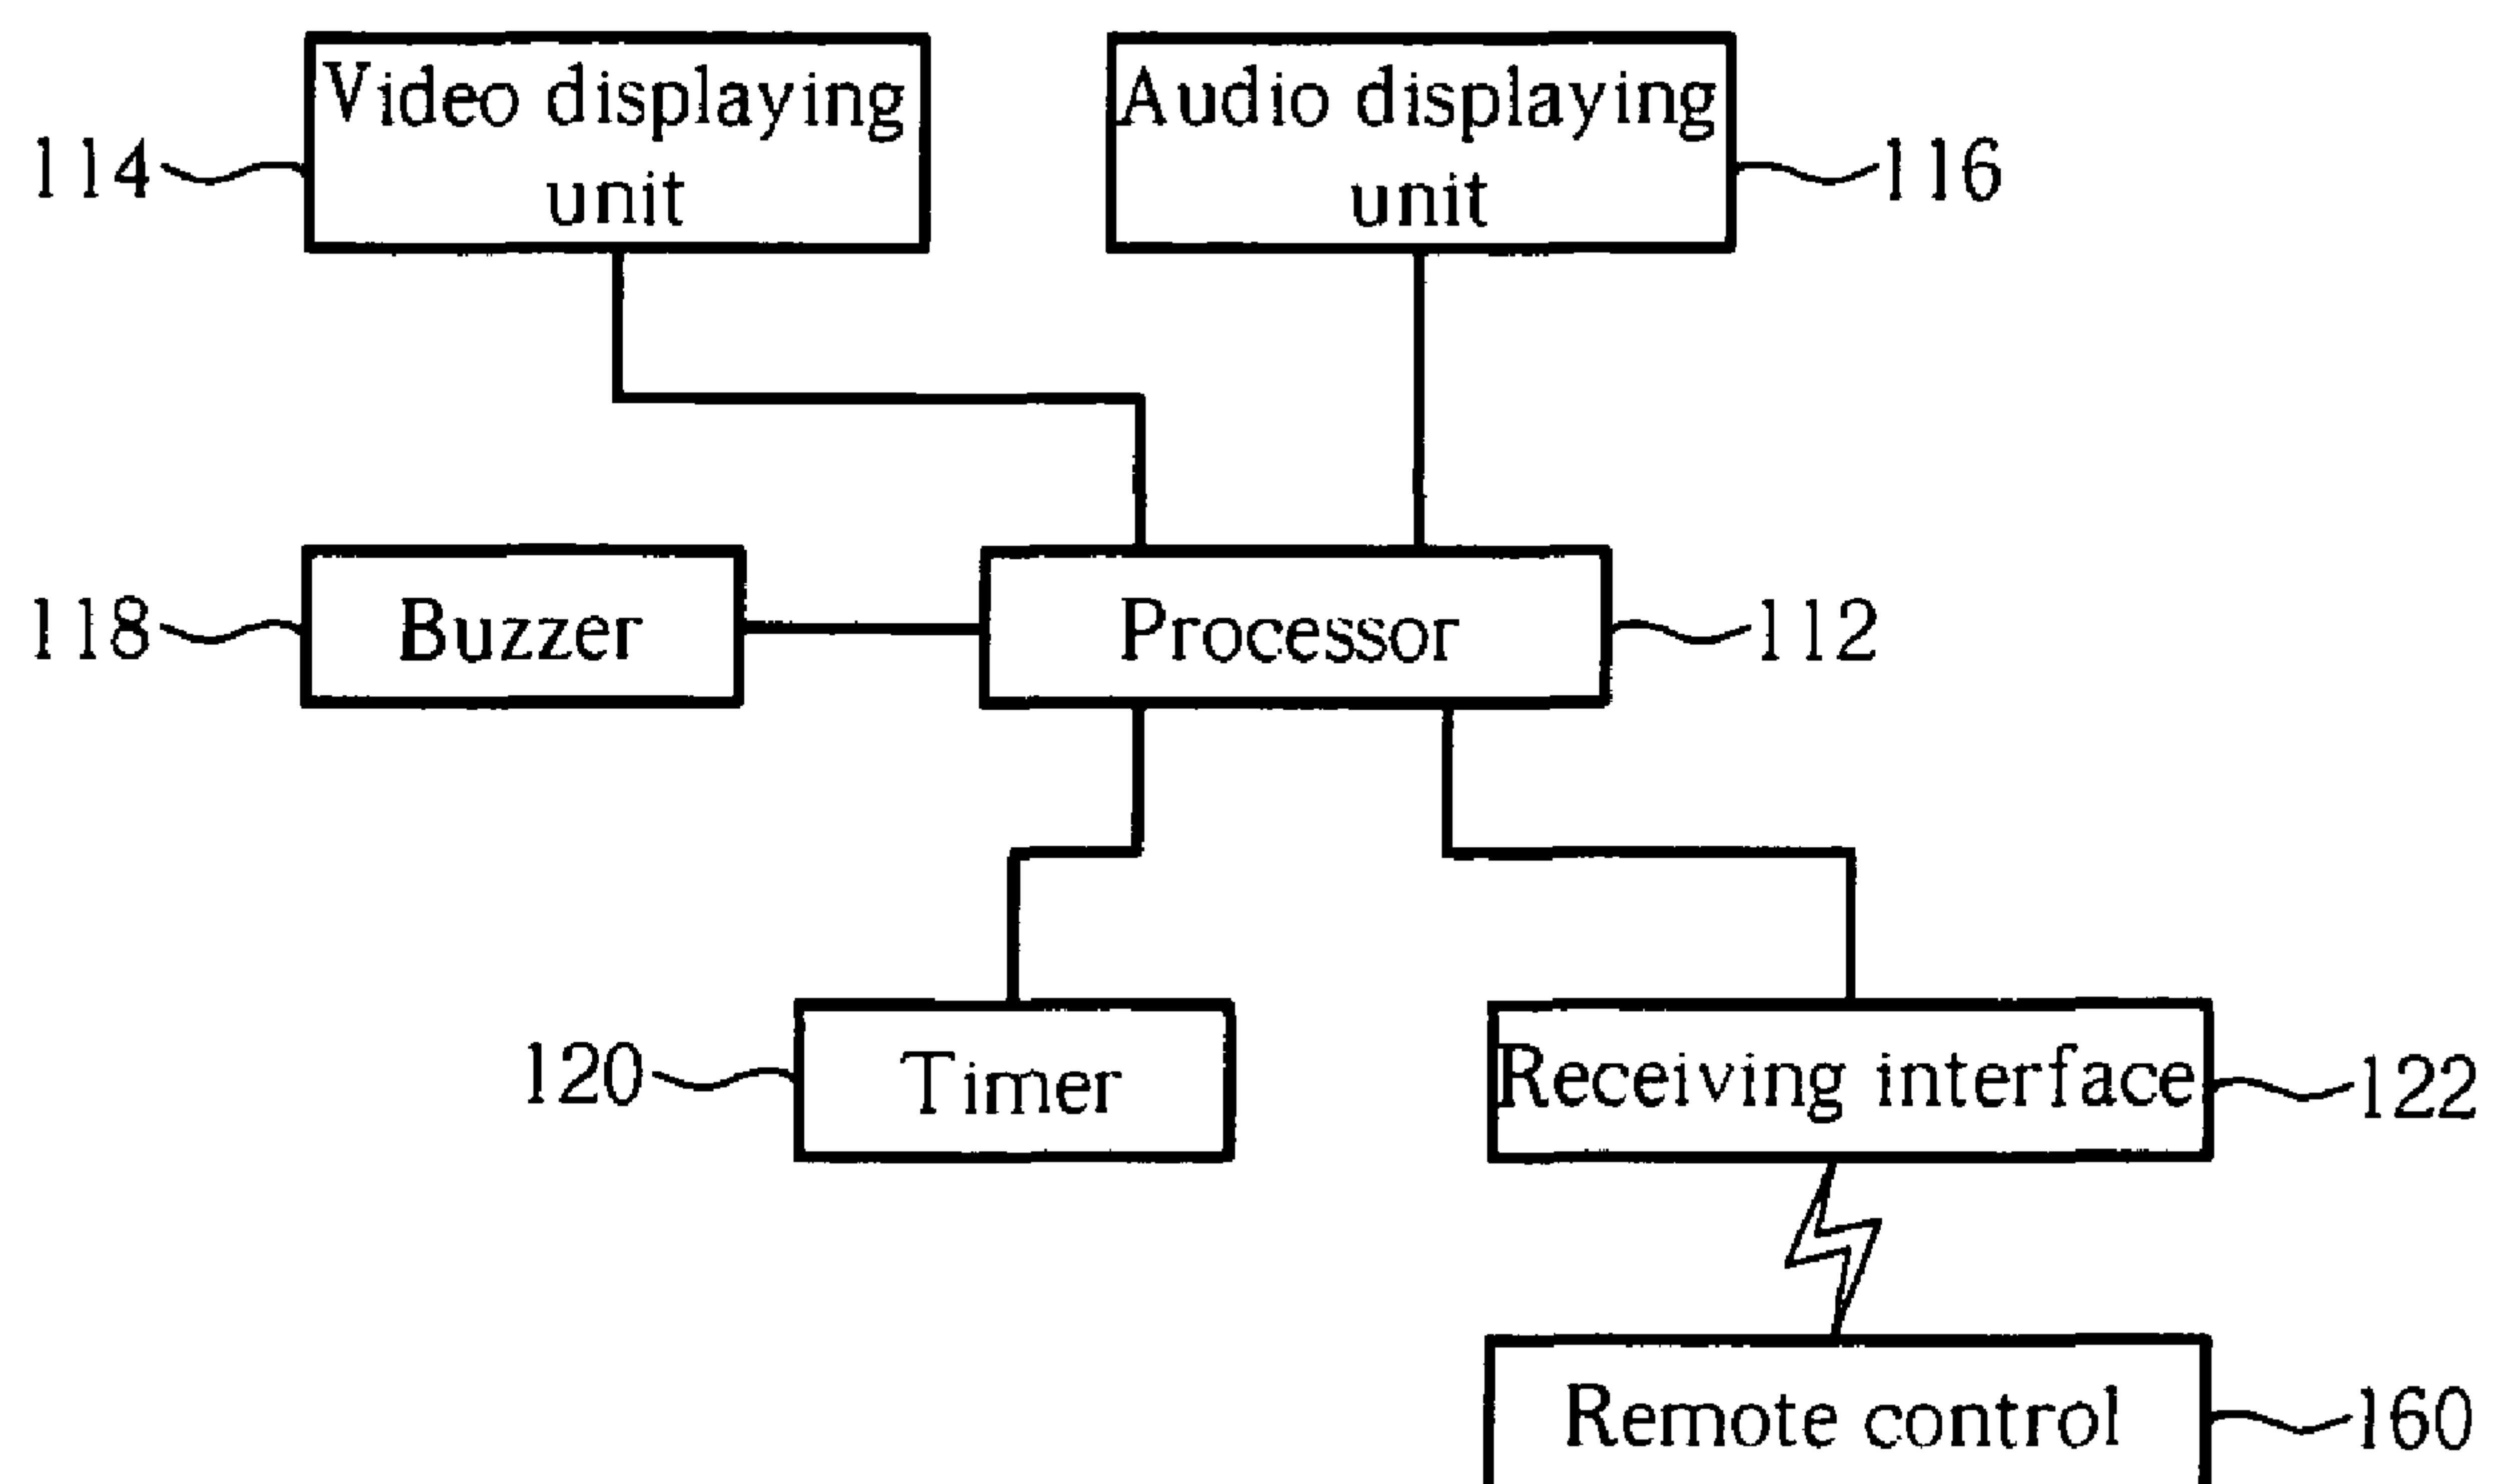 Video displaying
unit
Audio displaying
unit
114
116
118
Buzzer
Processor
112
120
Timer
Receiving interface
122
Remote control
160